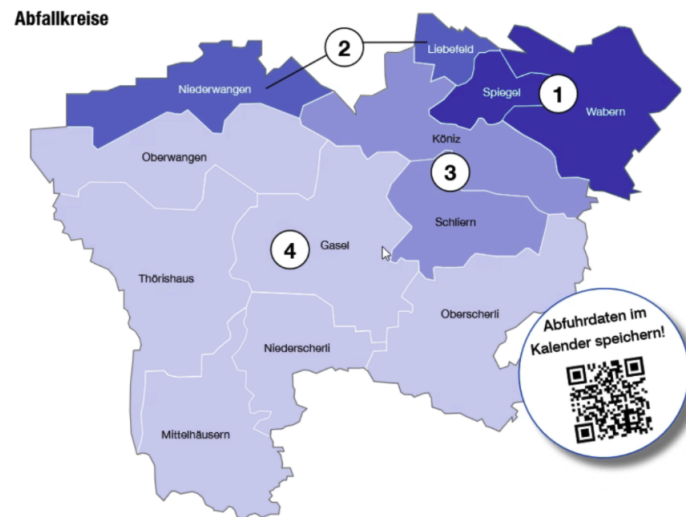 Abfallkreise
2
Liebefeld
Niederwangen
Spiegel
1
Wabern
Köniz
Oberwangen
3
Schliern
4
Gasel
Thörishaus
Oberscherli
Niederscherli
Mittelhäusern
Abfuhrdaten im
Kalender speichern!